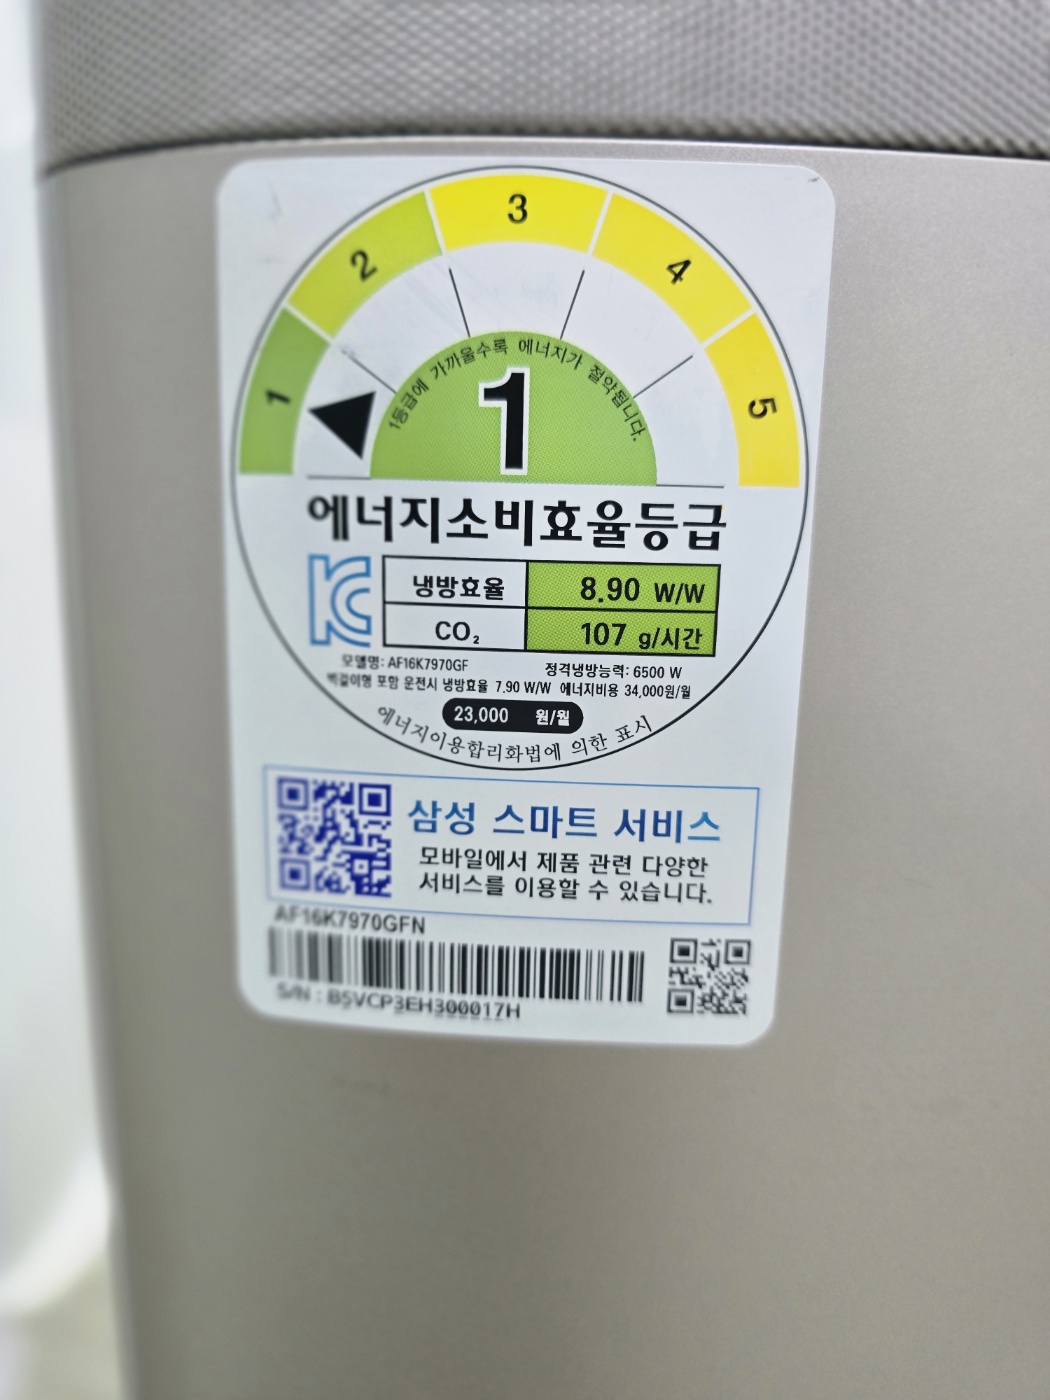 1
2
3
4
5
1등급에 가까울수록 에너지가 절약됩니다.
1
에너지소비효율등급
냉방효율 8.90 W/W
CO₂ 107 g/시간
모델명: AF16K7970GF 정격냉방능력: 6500 W
벽걸이형 포함 운전시 냉방효율 7.90 W/W 에너지비용 34,000원/월
23,000 원/월
에너지이용합리화법에 의한 표시
삼성 스마트 서비스
모바일에서 제품 관련 다양한
서비스를 이용할 수 있습니다.
AF16K7970GFN
S/N : B5VCP3EH300017H